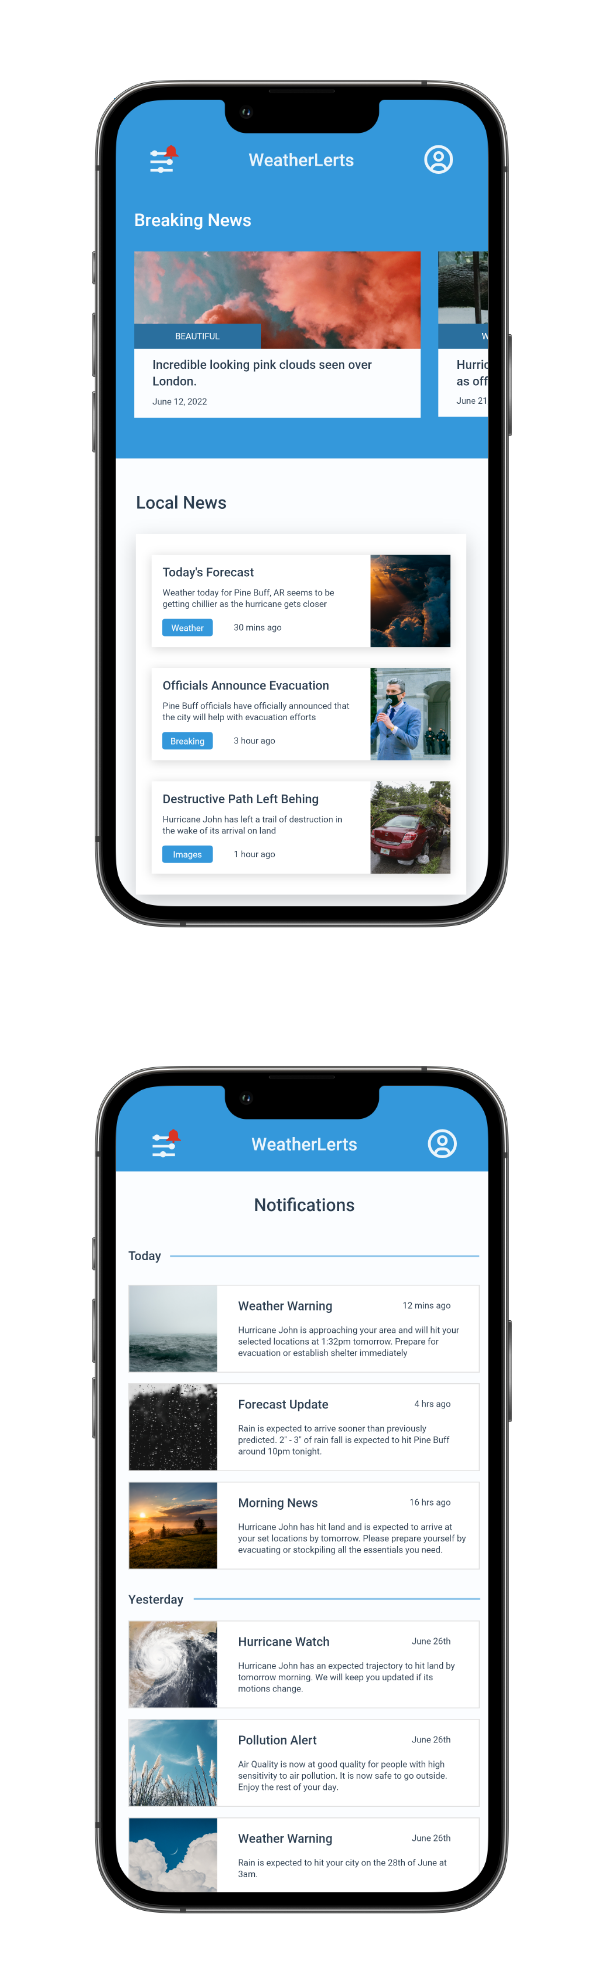 WeatherLerts
Breaking News
BEAUTIFUL
Incredible looking pink clouds seen over
London.
June 12, 2022
W
Hurric
as off
June 21
Local News
Today's Forecast
Weather today for Pine Buff, AR seems to be
getting chillier as the hurricane gets closer
Weather 30 mins ago
Officials Announce Evacuation
Pine Buff officials have officially announced that
the city will help with evacuation efforts
Breaking 3 hour ago
Destructive Path Left Behing
Hurricane John has left a trail of destruction in
the wake of its arrival on land
Images 1 hour ago
WeatherLerts
Notifications
Today
Weather Warning 12 mins ago
Hurricane John is approaching your area and will hit your
selected locations at 1:32pm tomorrow. Prepare for
evacuation or establish shelter immediately
Forecast Update 4 hrs ago
Rain is expected to arrive sooner than previously
predicted. 2" - 3" of rain fall is expected to hit Pine Buff
around 10pm tonight.
Morning News 16 hrs ago
Hurricane John has hit land and is expected to arrive at
your set locations by tomorrow. Please prepare yourself by
evacuating or stockpiling all the essentials you need.
Yesterday
Hurricane Watch June 26th
Hurricane John has an expected trajectory to hit land by
tomorrow morning. We will keep you updated if its
motions change.
Pollution Alert June 26th
Air Quality is now at good quality for people with high
sensitivity to air pollution. It is now safe to go outside.
Enjoy the rest of your day.
Weather Warning June 26th
Rain is expected to hit your city on the 28th of June at
3am.